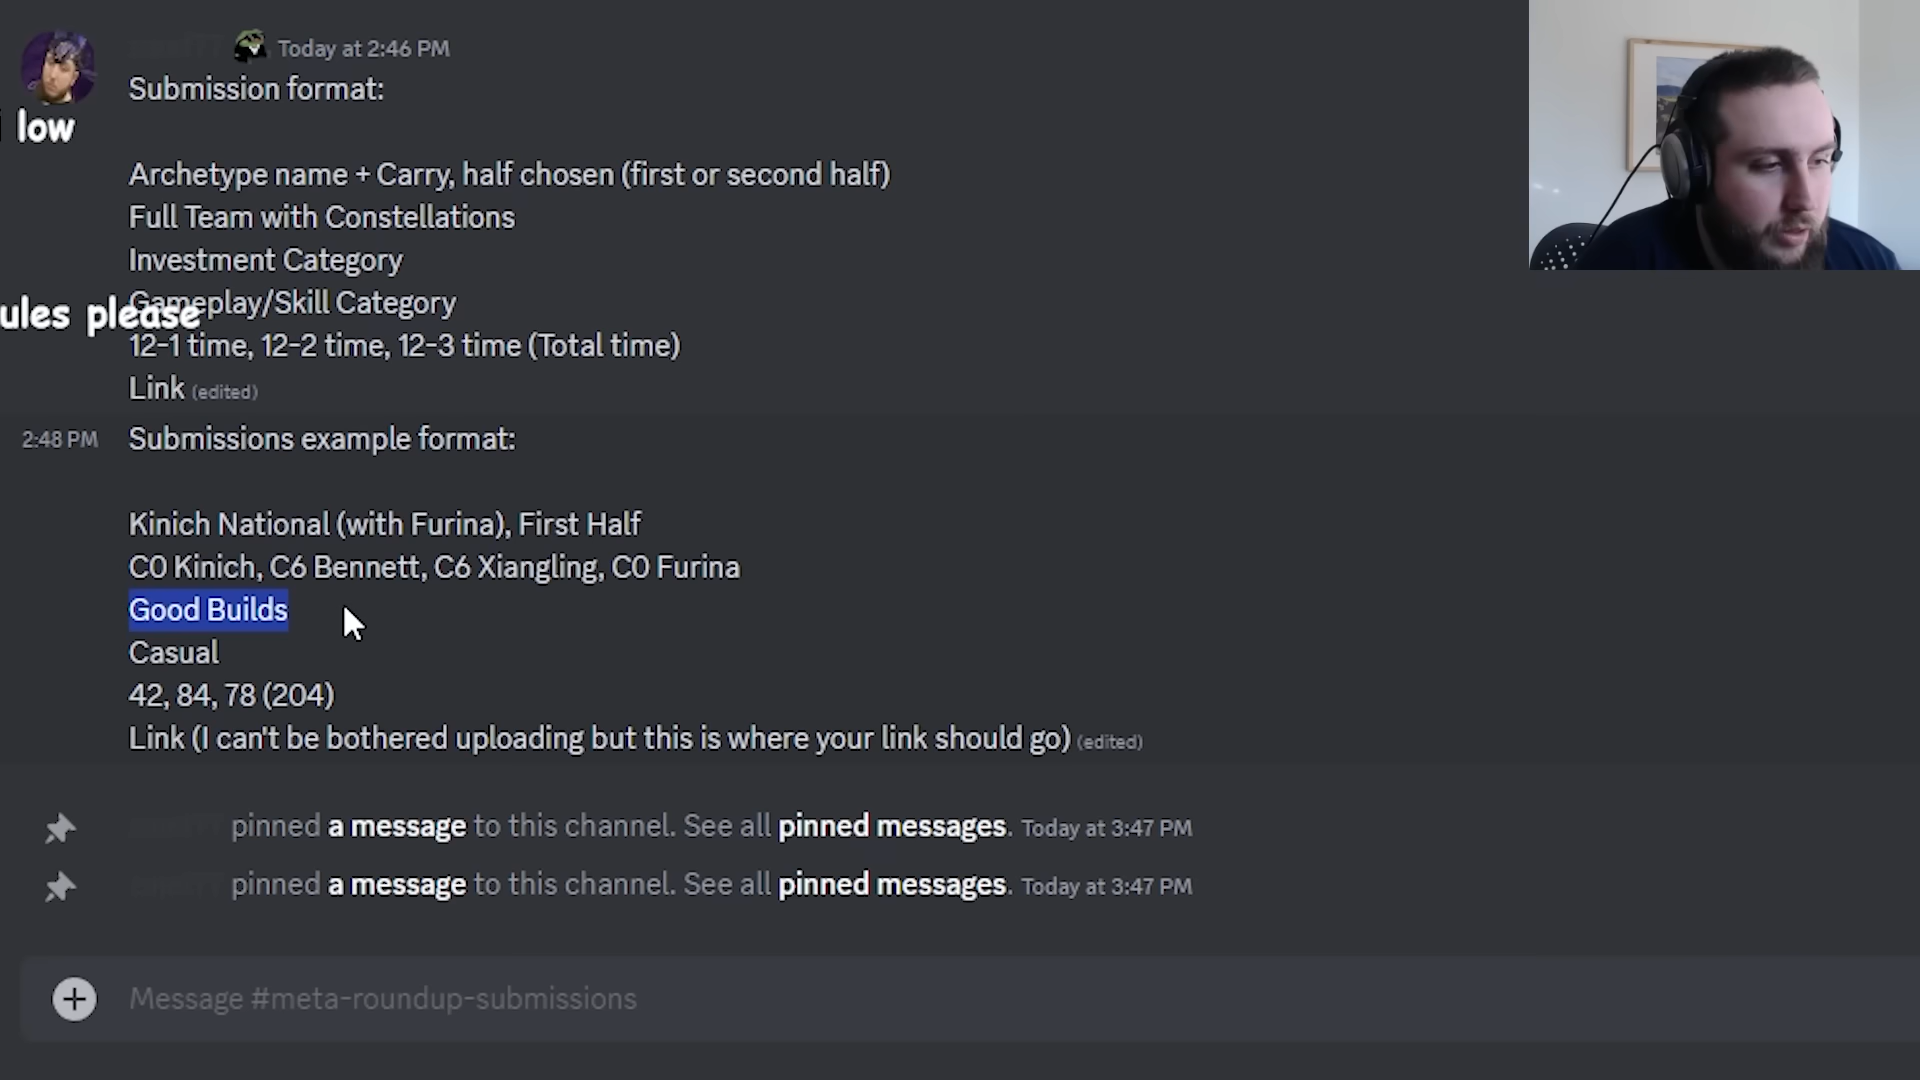 Today at 2:46 PM
Submission format:
low
Archetype name + Carry, half chosen (first or second half)
Full Team with Constellations
Investment Category
Gameplay/Skill Category
ules please
12-1 time, 12-2 time, 12-3 time (Total time)
Link (edited)
2:48 PM Submissions example format:
Kinich National (with Furina), First Half
C0 Kinich, C6 Bennett, C6 Xiangling, C0 Furina
Good Builds
Casual
42, 84, 78 (204)
Link (I can't be bothered uploading but this is where your link should go) (edited)
pinned a message to this channel. See all pinned messages. Today at 3:47 PM
pinned a message to this channel. See all pinned messages. Today at 3:47 PM
Message #meta-roundup-submissions